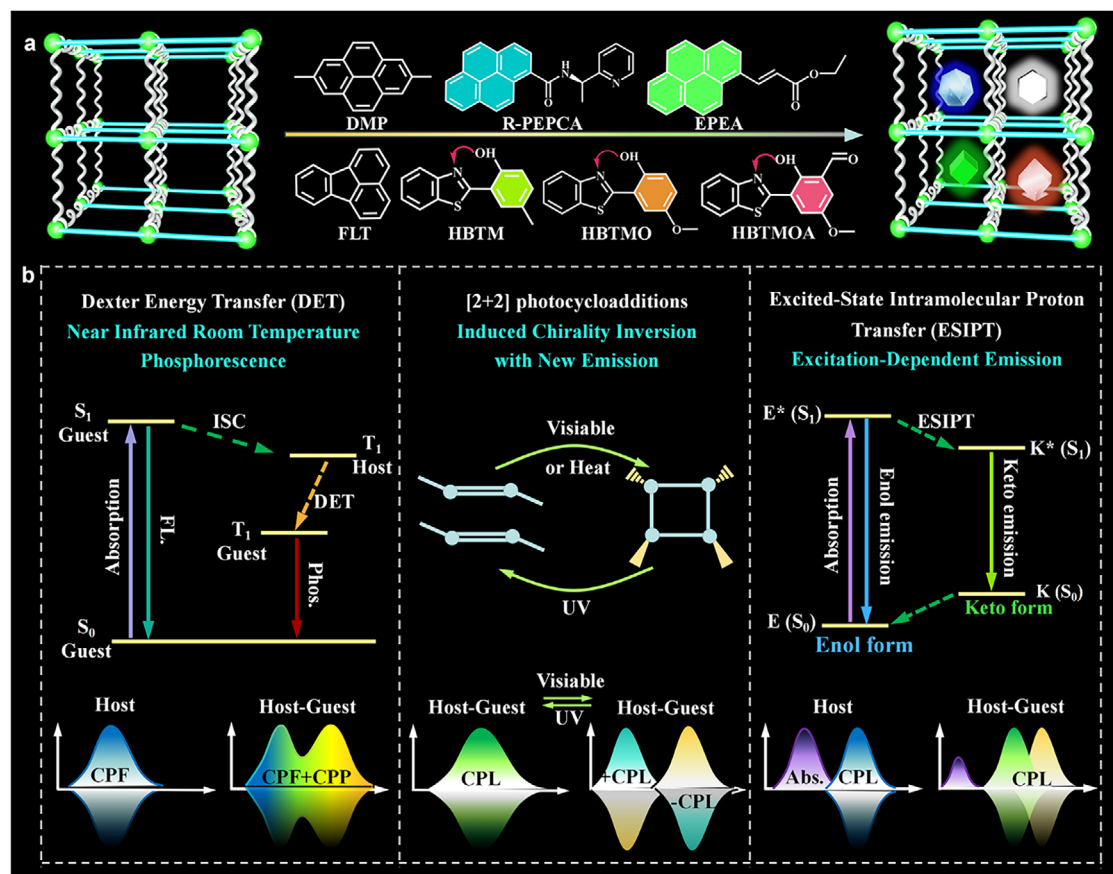 a
H
N
N
O
O
O
DMP
R-PEPCA
EPEA
OH
N
S
OH
N
S
O
OH
O
N
S
O
FLT
HBTM
HBTMO
HBTMOA
b
Dexter Energy Transfer (DET)
Near Infrared Room Temperature
Phosphorescence
S1
Guest
ISC
T1
Host
DET
T1
Guest
Absorption
FL.
Phos.
S0
Guest
Host
CPF
Host-Guest
CPF+CPP
[2+2] photocycloadditions
Induced Chirality Inversion
with New Emission
Visiable
or Heat
UV
Visiable
UV
Host-Guest
CPL
Host-Guest
+CPL
-CPL
Excited-State Intramolecular Proton
Transfer (ESIPT)
Excitation-Dependent Emission
E* (S1)
ESIPT
K* (S1)
Absorption
Enol emission
Keto emission
K (S0)
Keto form
E (S0)
Enol form
Host
Abs.
CPL
Host-Guest
CPL